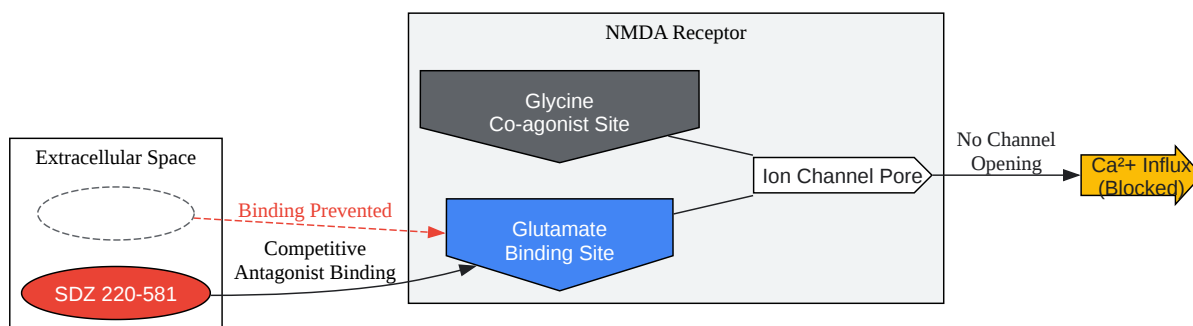 NMDA Receptor
Glycine
Co-agonist Site
Extracellular Space
No Channel
Opening
Ion Channel Pore
Ca²+ Influx
(Blocked)
Binding Prevented
Glutamate
Binding Site
Competitive
Antagonist Binding
SDZ 220-581